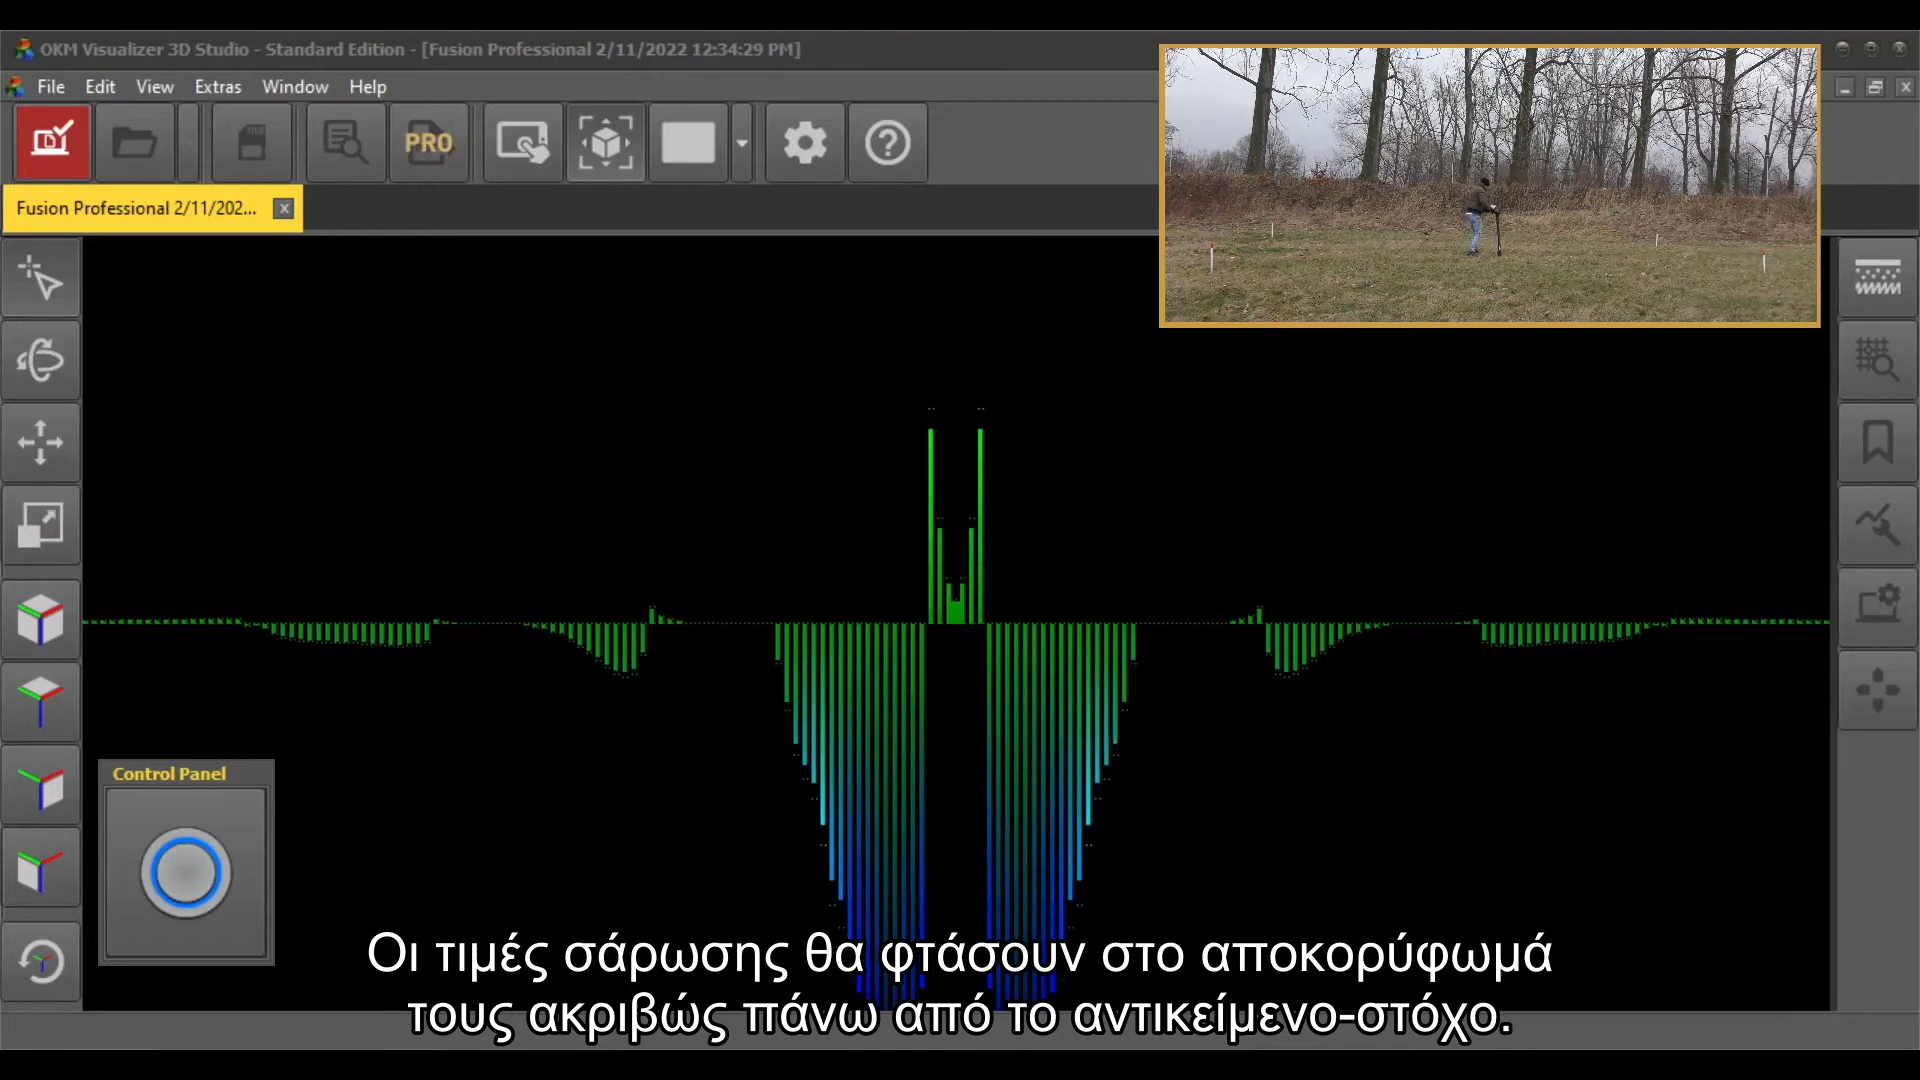 OKM Visualizer 3D Studio - Standard Edition - [Fusion Professional 2/11/2022 12:34:29 PM]
File Edit View Extras Window Help
PRO
Fusion Professional 2/11/202...
Control Panel
Οι τιμές σάρωσης θα φτάσουν στο αποκορύφωμά
τους ακριβώς πάνω από το αντικείμενο-στόχο.